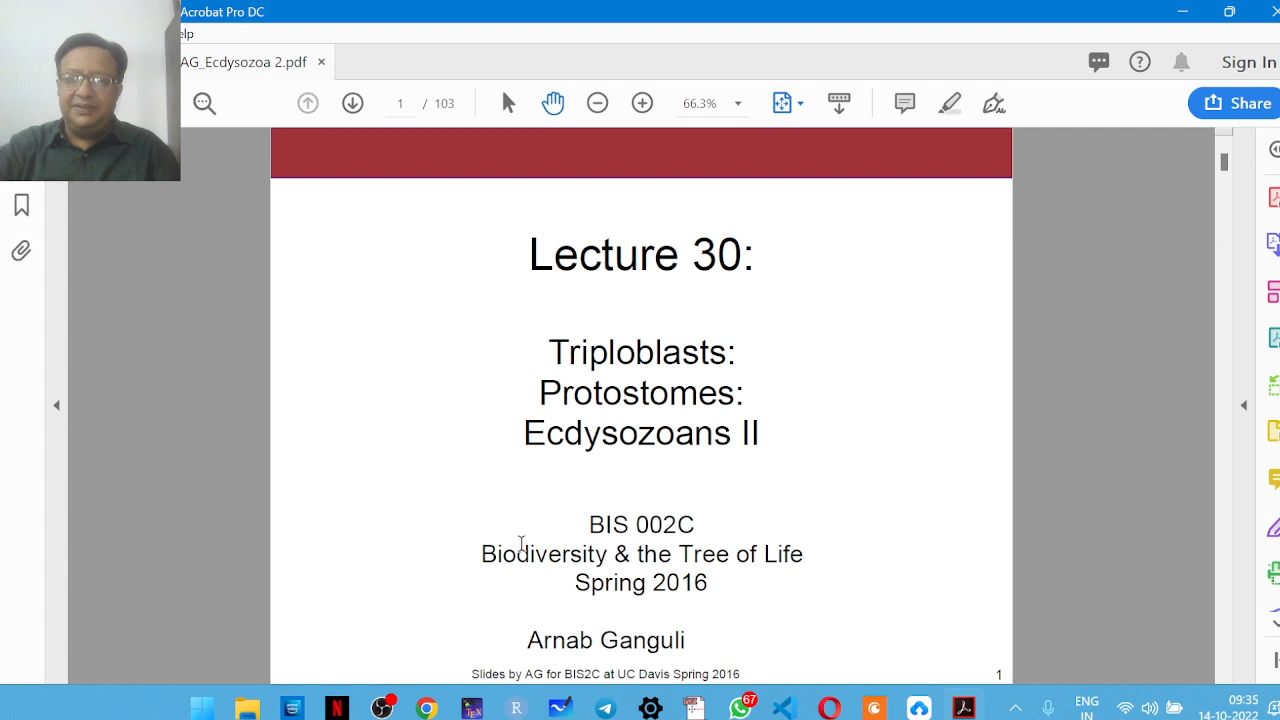 Acrobat Pro DC
elp
AG_Ecdysozoa 2.pdf ×
Sign In
1 / 103
66.3%
Share
Lecture 30:
Triploblasts:
Protostomes:
Ecdysozoans II
BIS 002C
Biodiversity & the Tree of Life
Spring 2016
Arnab Ganguli
Slides by AG for BIS2C at UC Davis Spring 2016
1
67
ENG
IN
09:35
14-10-2022